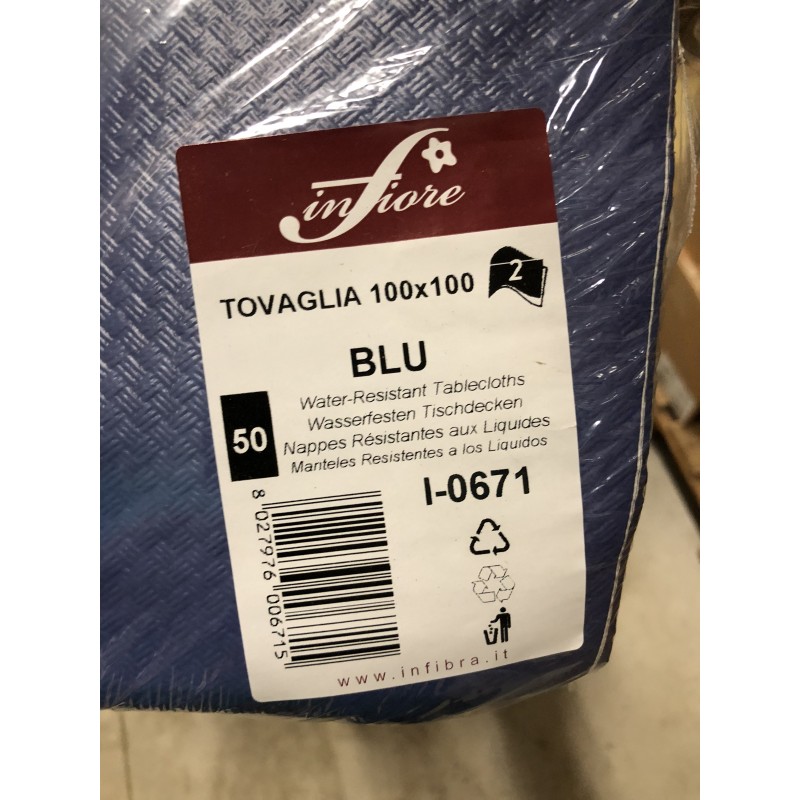 infiore
TOVAGLIA 100x100
2
BLU
50
Water-Resistant Tablecloths
Wasserfesten Tischdecken
Nappes Résistantes aux Liquides
Manteles Resistentes a los Liquidos
I-0671
8 027976 006715
www.infibra.it